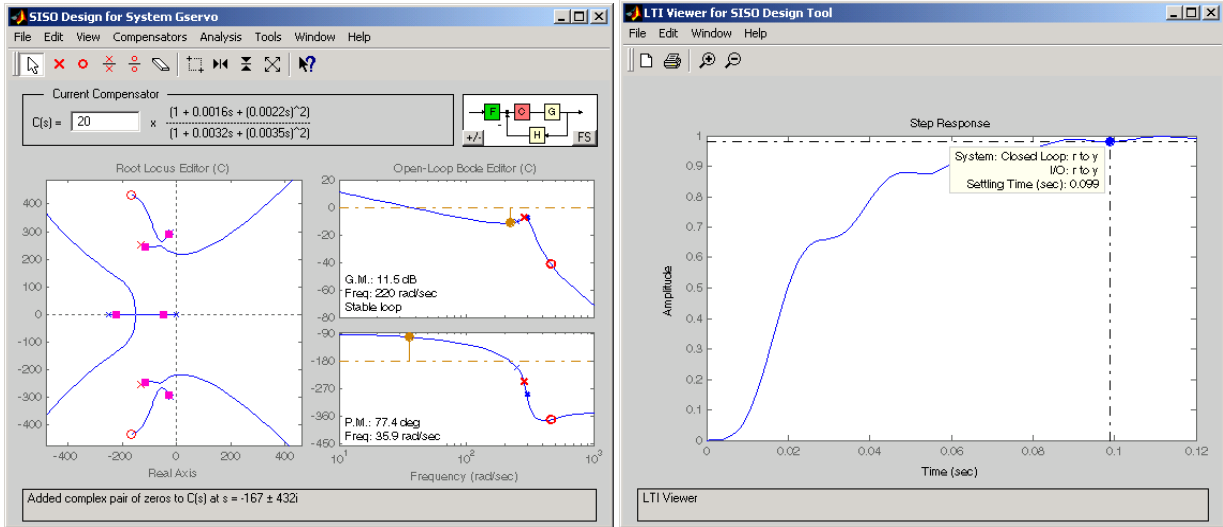 SISO Design for System Gservo
File Edit View Compensators Analysis Tools Window Help
Current Compensator
C(s) = 20 x (1 + 0.0016s + (0.0022s)^2)
(1 + 0.0032s + (0.0035s)^2)
F C G
H
+/- FS
Root Locus Editor (C)
400
300
200
100
0
-100
-200
-300
-400
-400 -200 0 200 400
Real Axis
Open-Loop Bode Editor (C)
20
0
-20
-40
-60
-80
G.M.: 11.5 dB
Freq: 220 rad/sec
Stable loop
-90
-180
-270
-360
-450
P.M.: 77.4 deg
Freq: 35.9 rad/sec
10^1 10^2 10^3
Frequency (rad/sec)
Added complex pair of zeros to C(s) at s = -167 ± 432i
LTI Viewer for SISO Design Tool
File Edit Window Help
Step Response
System: Closed Loop: r to y
I/O: r to y
Settling Time (sec): 0.099
1
0.9
0.8
0.7
0.6
0.5
0.4
0.3
0.2
0.1
0
Amplitude
0 0.02 0.04 0.06 0.08 0.1 0.12
Time (sec)
LTI Viewer